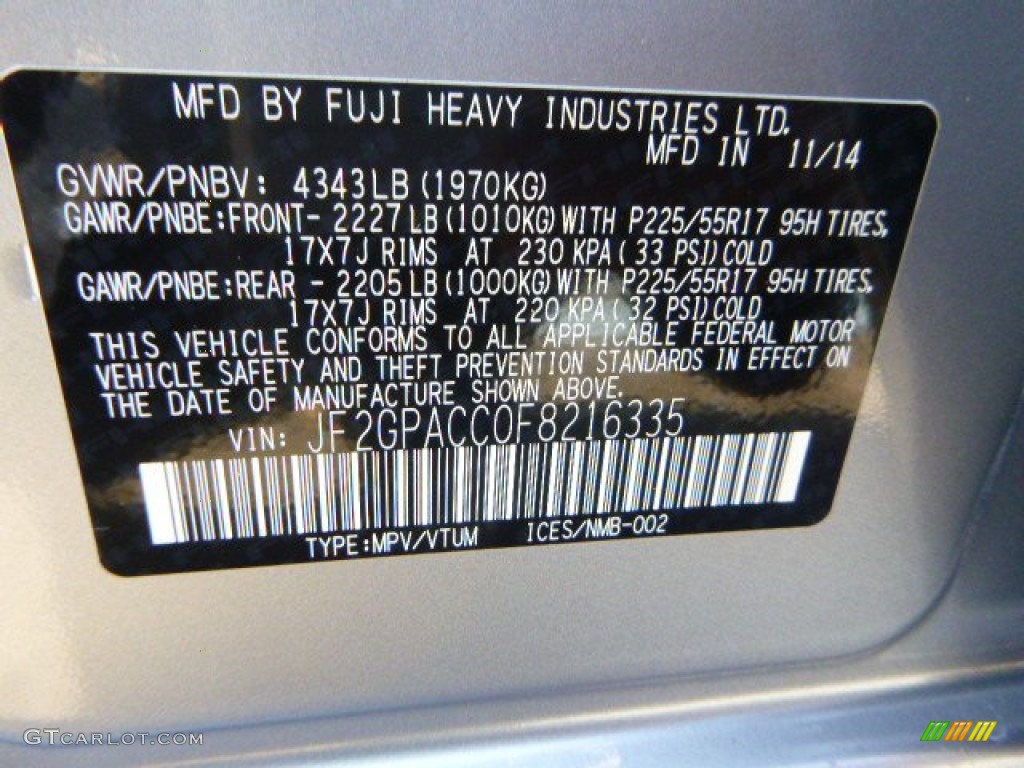 MFD BY FUJI HEAVY INDUSTRIES LTD.
MFD IN 11/14
GVWR/PNBV: 4343LB(1970KG)
GAWR/PNBE:FRONT- 2227LB(1010KG)WITH P225/55R17 95H TIRES,
17X7J RIMS AT 230 KPA(33 PSI)COLD
GAWR/PNBE:REAR -2205LB(1000KG)WITH P225/55R17 95H TIRES,
17X7J RIMS AT 220 KPA(32 PSI)COLD
THIS VEHICLE CONFORMS TO ALL APPLICABLE FEDERAL MOTOR
VEHICLE SAFETY AND THEFT PREVENTION STANDARDS IN EFFECT ON
THE DATE OF MANUFACTURE SHOWN ABOVE.
VIN: JF2GPACC0F8216335
TYPE:MPV/VTUM ICES/NMB-002
GTCARLOT.COM